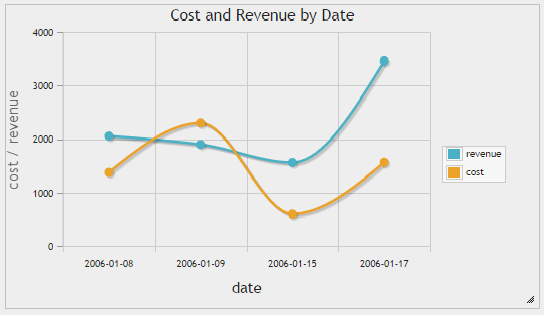 Cost and Revenue by Date
4000
3000
2000
1000
0
cost / revenue
2006-01-08 2006-01-09 2006-01-15 2006-01-17
date
revenue
cost